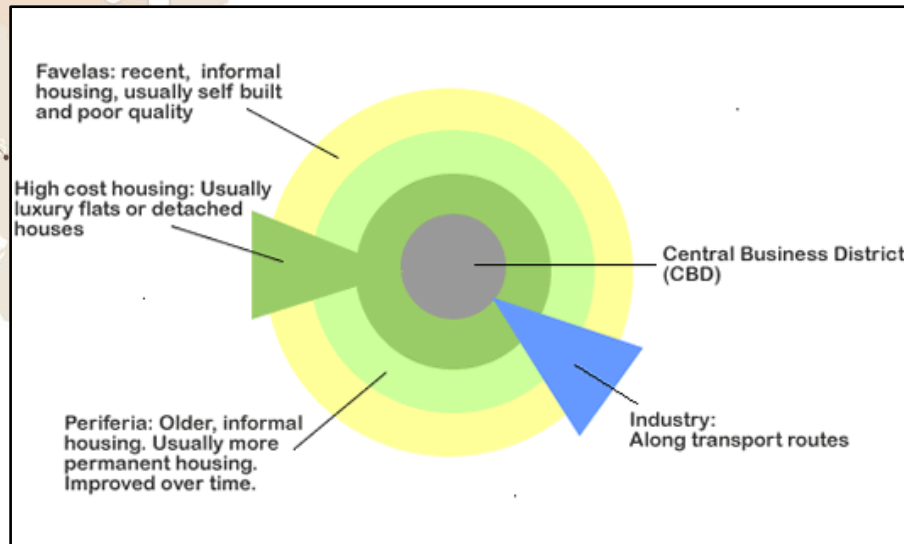 Favelas: recent, informal
housing, usually self built
and poor quality
High cost housing: Usually
luxury flats or detached
houses
Central Business District
(CBD)
Periferia: Older, informal
housing. Usually more
permanent housing.
Improved over time.
Industry:
Along transport routes